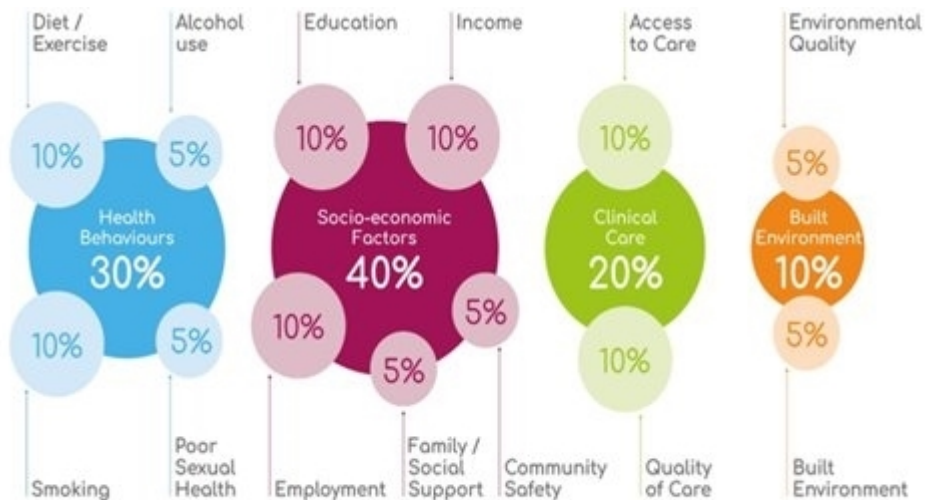 Diet /
Exercise
Alcohol
use
Education
Income
Access
to Care
Environmental
Quality
10%
5%
10%
10%
10%
5%
Health
Behaviours
30%
Socio-economic
Factors
40%
Clinical
Care
20%
Built
Environment
10%
10%
5%
10%
5%
5%
10%
5%
Smoking
Poor
Sexual
Health
Employment
Family /
Social
Support
Community
Safety
Quality
of Care
Built
Environment